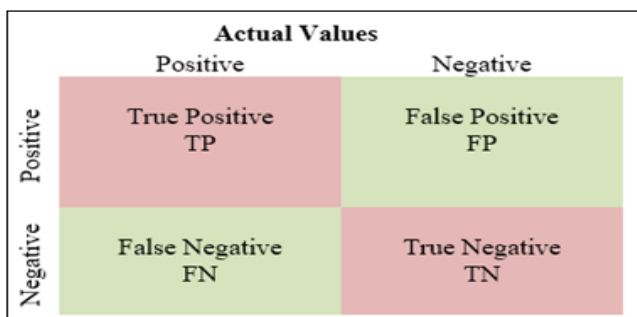 Actual Values
Positive Negative
Positive
True Positive
TP
False Positive
FP
Negative
False Negative
FN
True Negative
TN